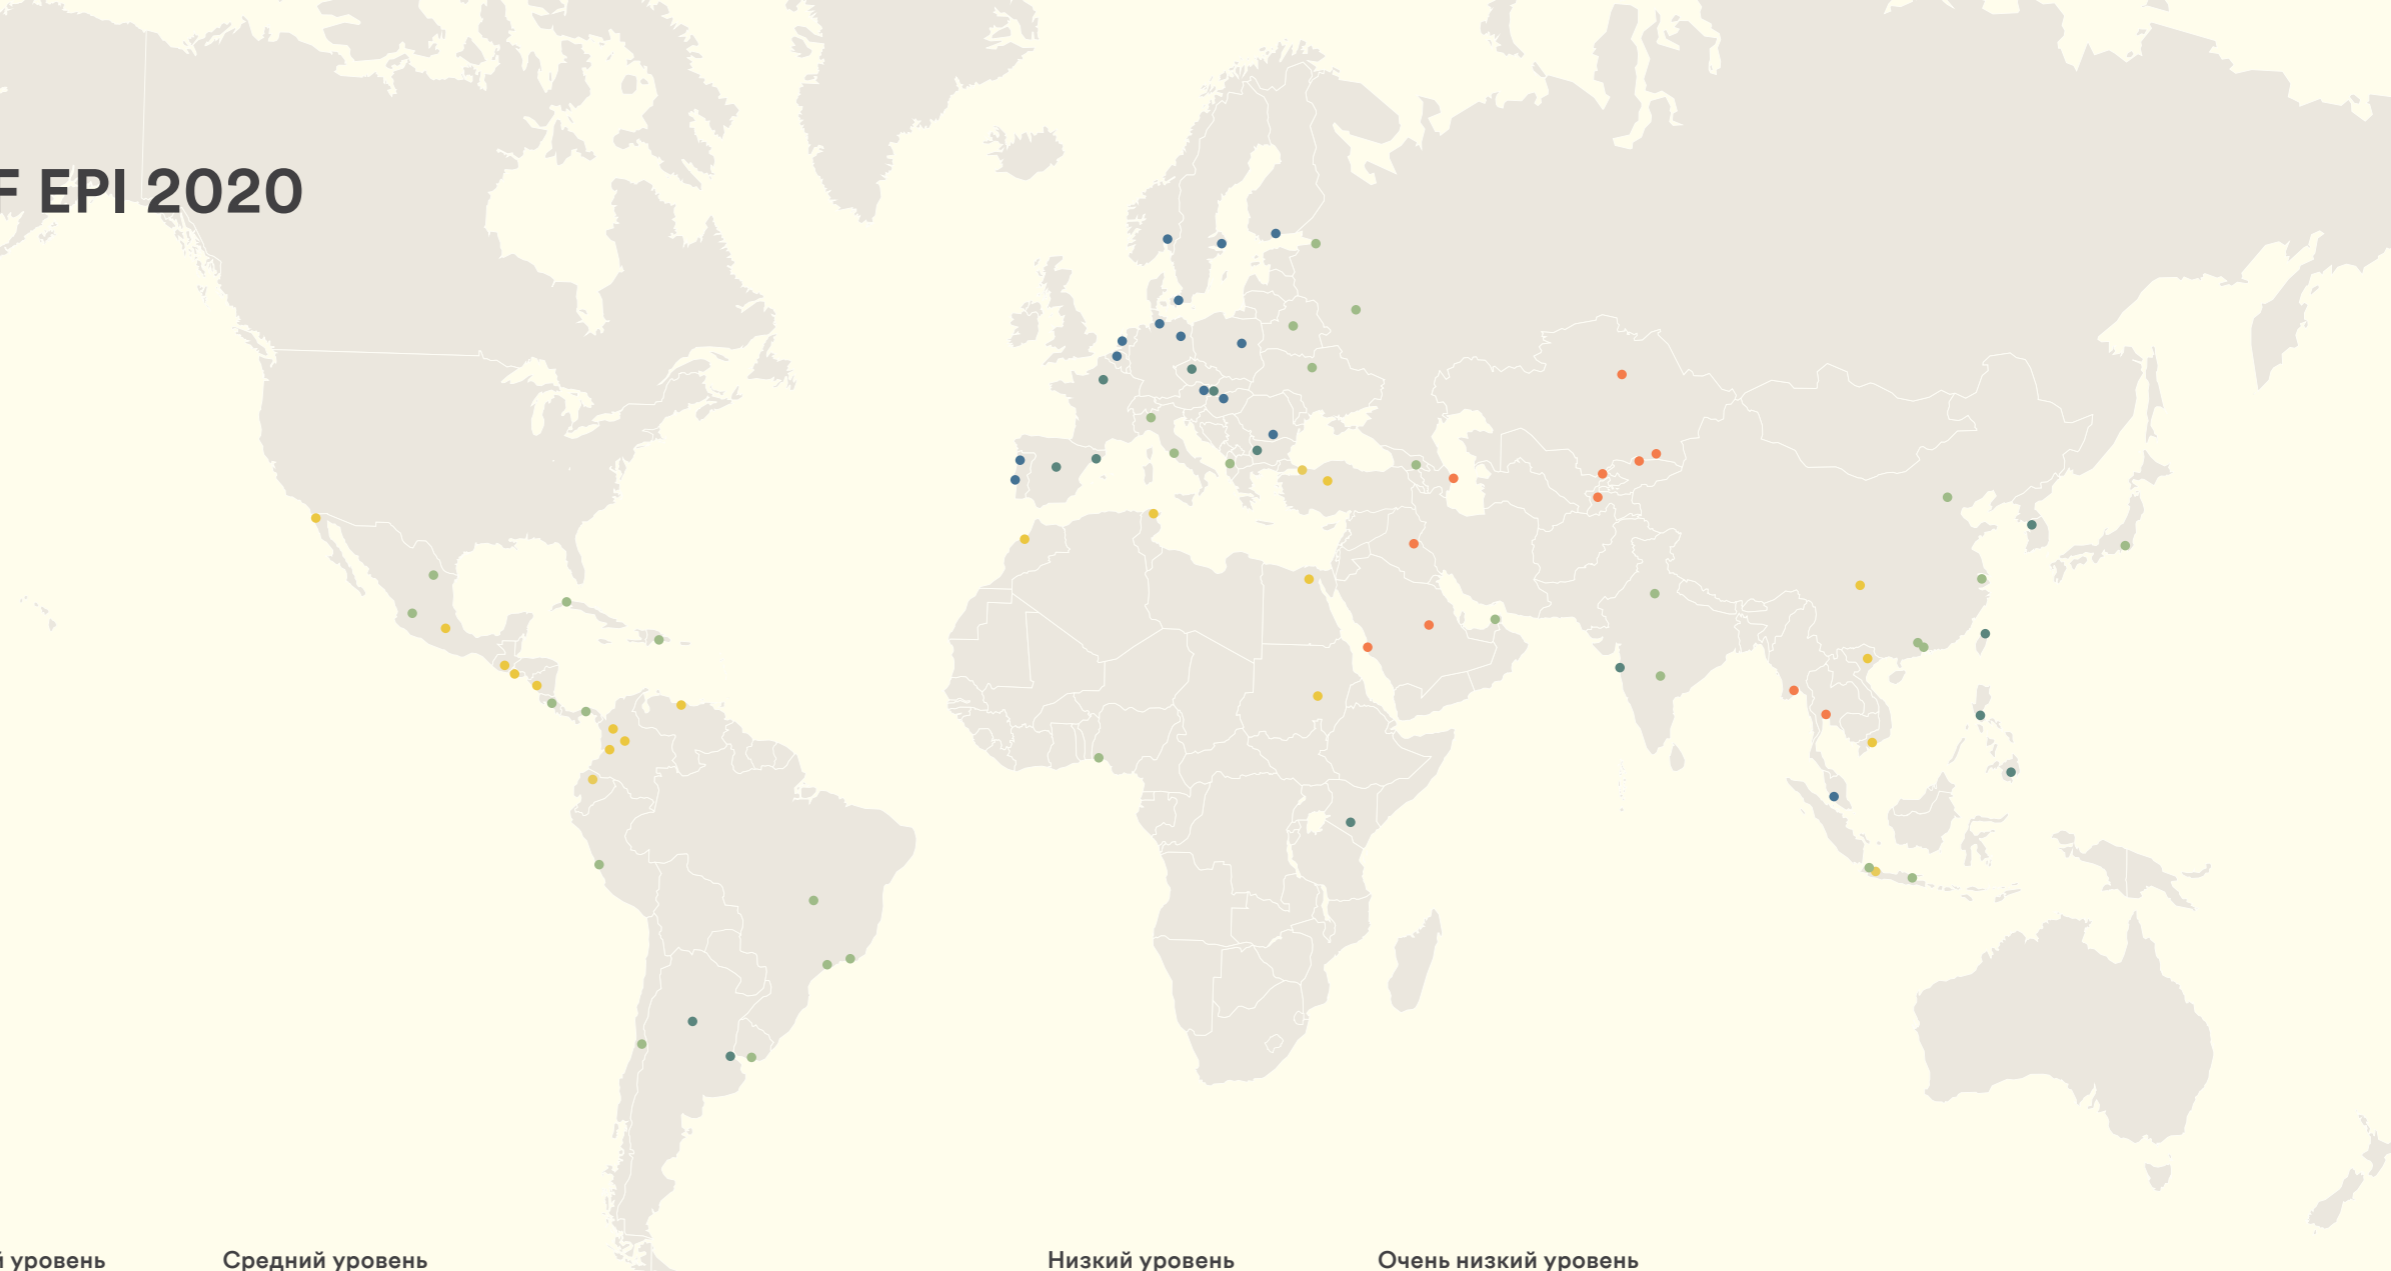 EPI 2020
уровень
Средний уровень
Низкий уровень
Очень низкий уровень